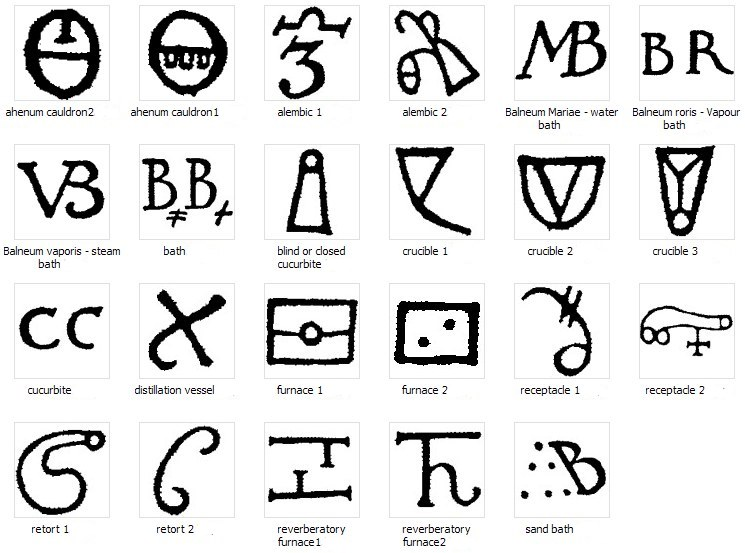 ahenum cauldron2
ahenum cauldron1
3
alembic 1
alembic 2
MB
Balneum Mariae - water
bath
B R
Balneum roris - Vapour
bath
VB
Balneum vaporis - steam
bath
B B
bath
blind or closed
cucurbite
crucible 1
crucible 2
crucible 3
CC
cucurbite
distillation vessel
furnace 1
furnace 2
receptacle 1
receptacle 2
retort 1
retort 2
reverberatory
furnace1
reverberatory
furnace2
B
sand bath